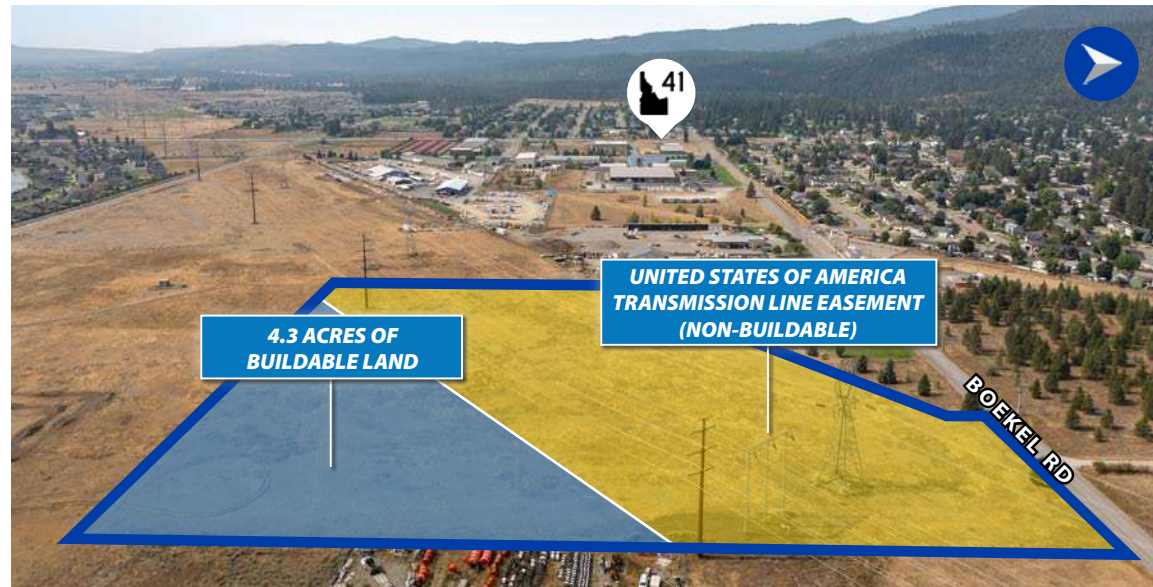 41
UNITED STATES OF AMERICA
TRANSMISSION LINE EASEMENT
(NON-BUILDABLE)
4.3 ACRES OF
BUILDABLE LAND
BOEKEL RD